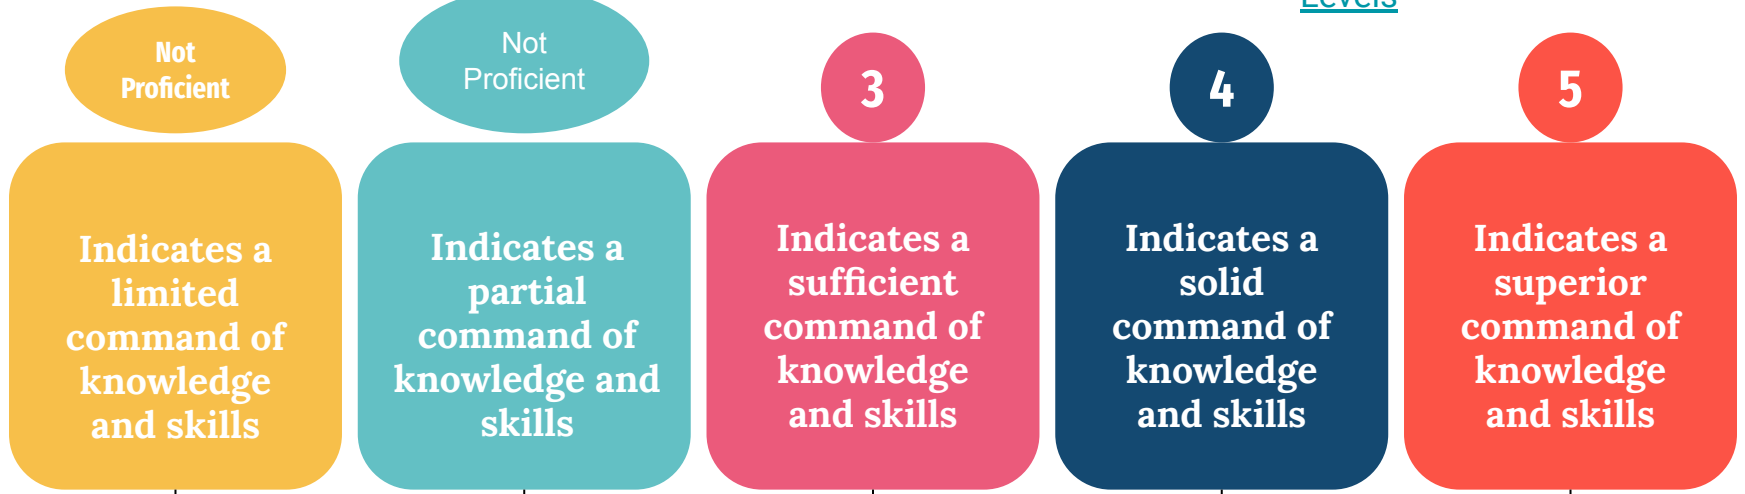 Levels
Not
Proficient
Not
Proficient
3
4
5
Indicates a
limited
command of
knowledge
and skills
Indicates a
partial
command of
knowledge and
skills
Indicates a
sufficient
command of
knowledge
and skills
Indicates a
solid
command of
knowledge
and skills
Indicates a
superior
command of
knowledge
and skills